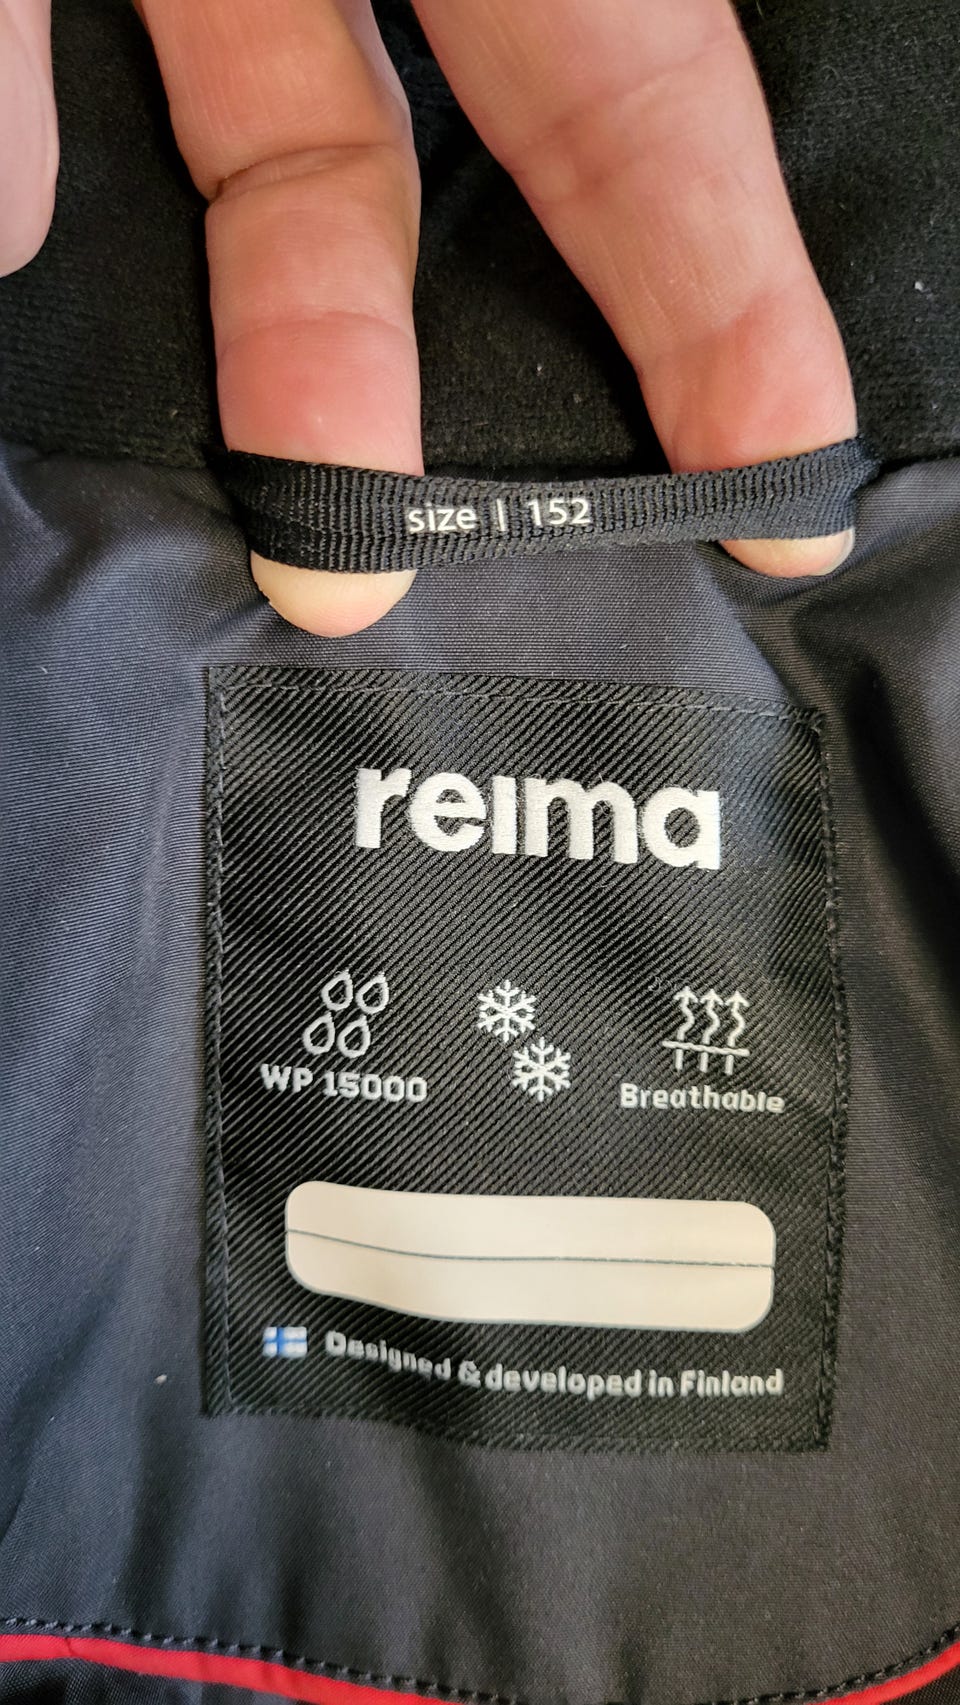 size | 152
reima
WP 15000
Breathable
Designed & developed in Finland